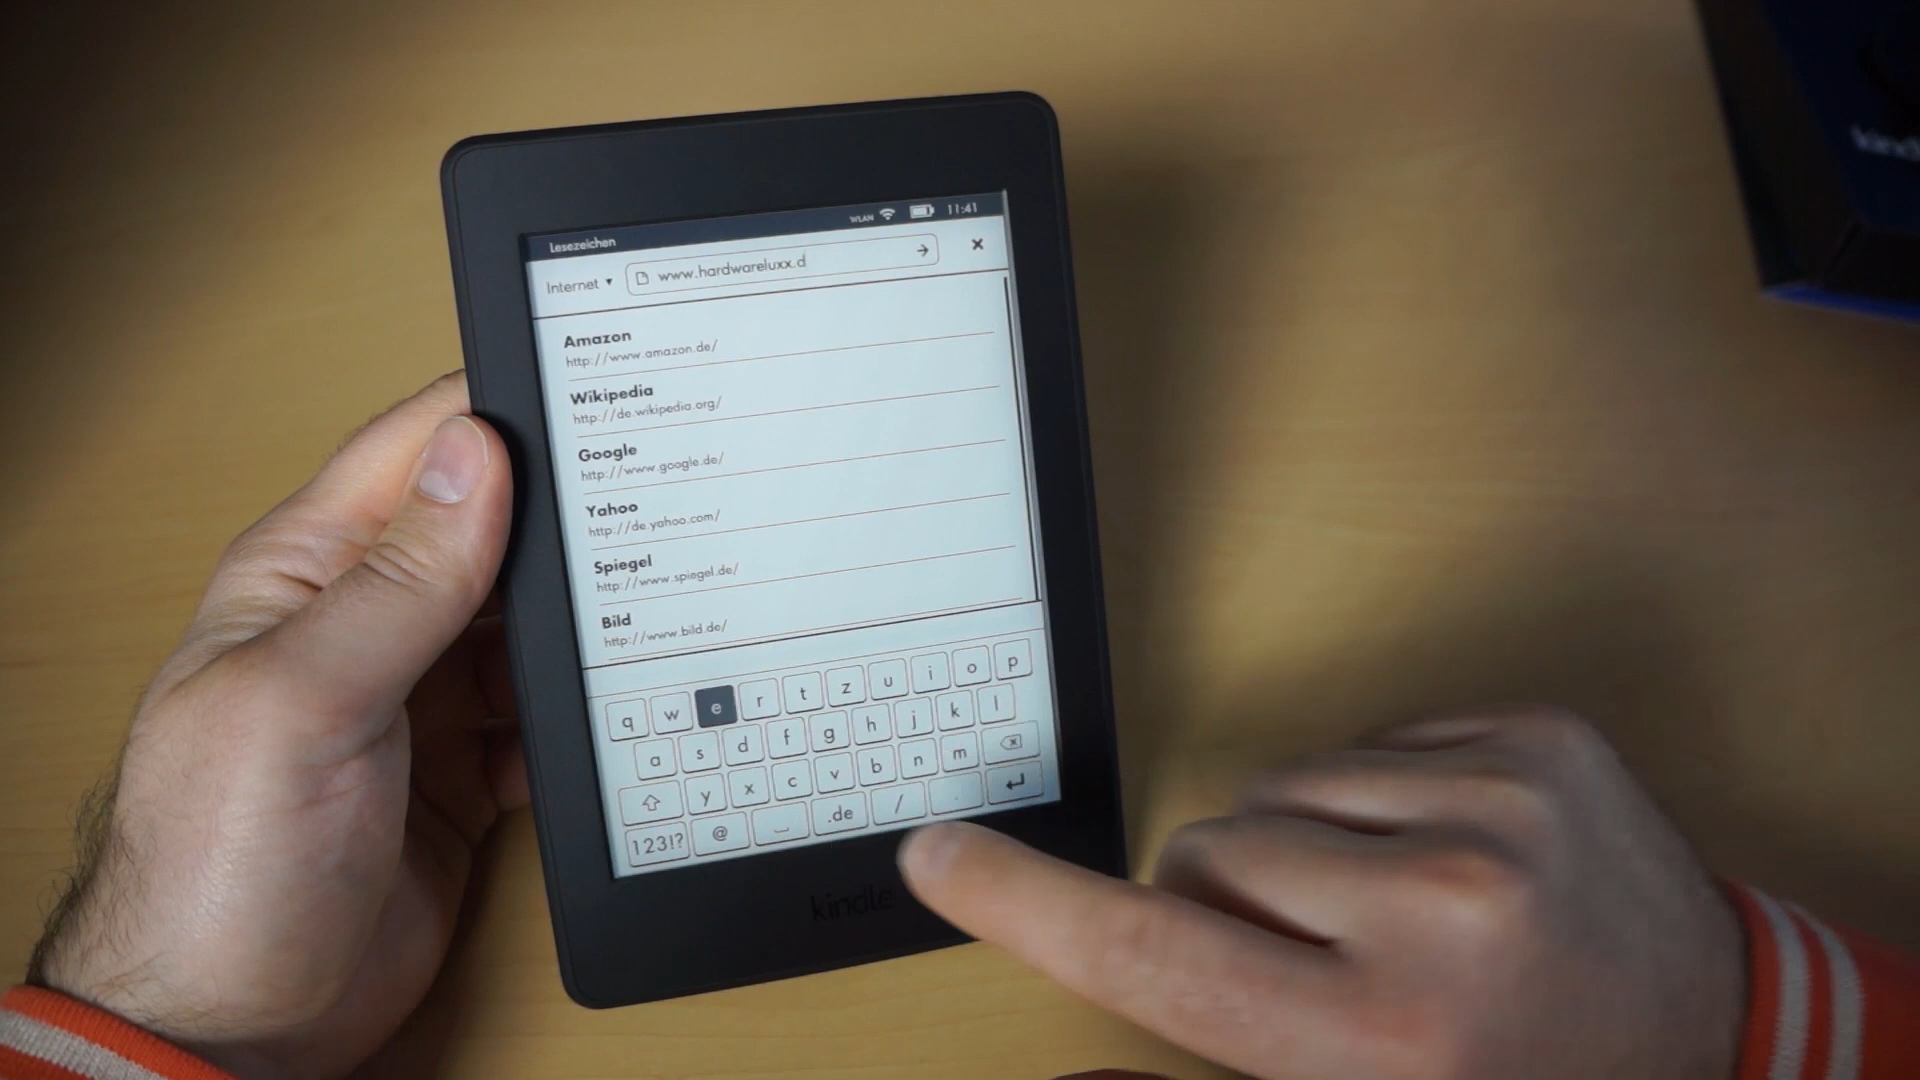 WLAN 11:41
Lesezeichen
Internet www.hardwareluxx.d
Amazon
http://www.amazon.de/
Wikipedia
http://de.wikipedia.org/
Google
http://www.google.de/
Yahoo
http://de.yahoo.com/
Spiegel
http://www.spiegel.de/
Bild
http://www.bild.de/
q w e r t z u i o p
a s d f g h j k l
y x c v b n m
123!? @ .de / .
kindle